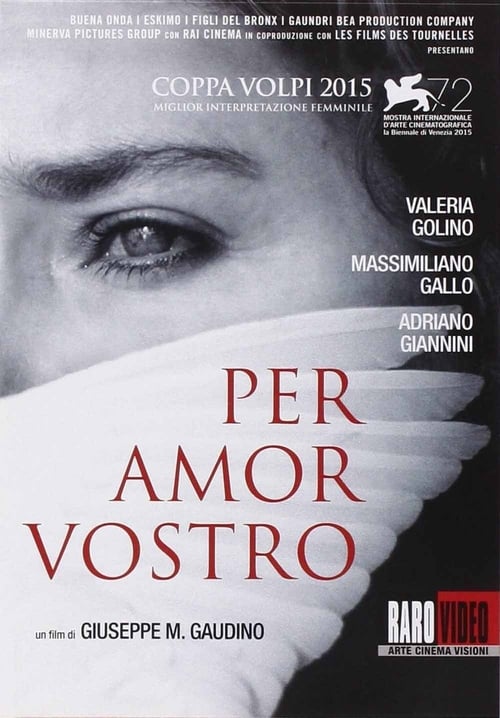 BUENA ONDA I ESKIMO I FIGLI DEL BRONX I GAUNDRI BEA PRODUCTION COMPANY
MINERVA PICTURES GROUP CON RAI CINEMA IN COPRODUZIONE CON LES FILMS DES TOURNELLES
PRESENTANO
COPPA VOLPI 2015
MIGLIOR INTERPRETAZIONE FEMMINILE
72
MOSTRA INTERNAZIONALE
D'ARTE CINEMATOGRAFICA
la Biennale di Venezia 2015
VALERIA
GOLINO
MASSIMILIANO
GALLO
ADRIANO
GIANNINI
PER
AMOR
VOSTRO
un film di GIUSEPPE M. GAUDINO
RAROVIDEO
ARTE CINEMA VISIONI